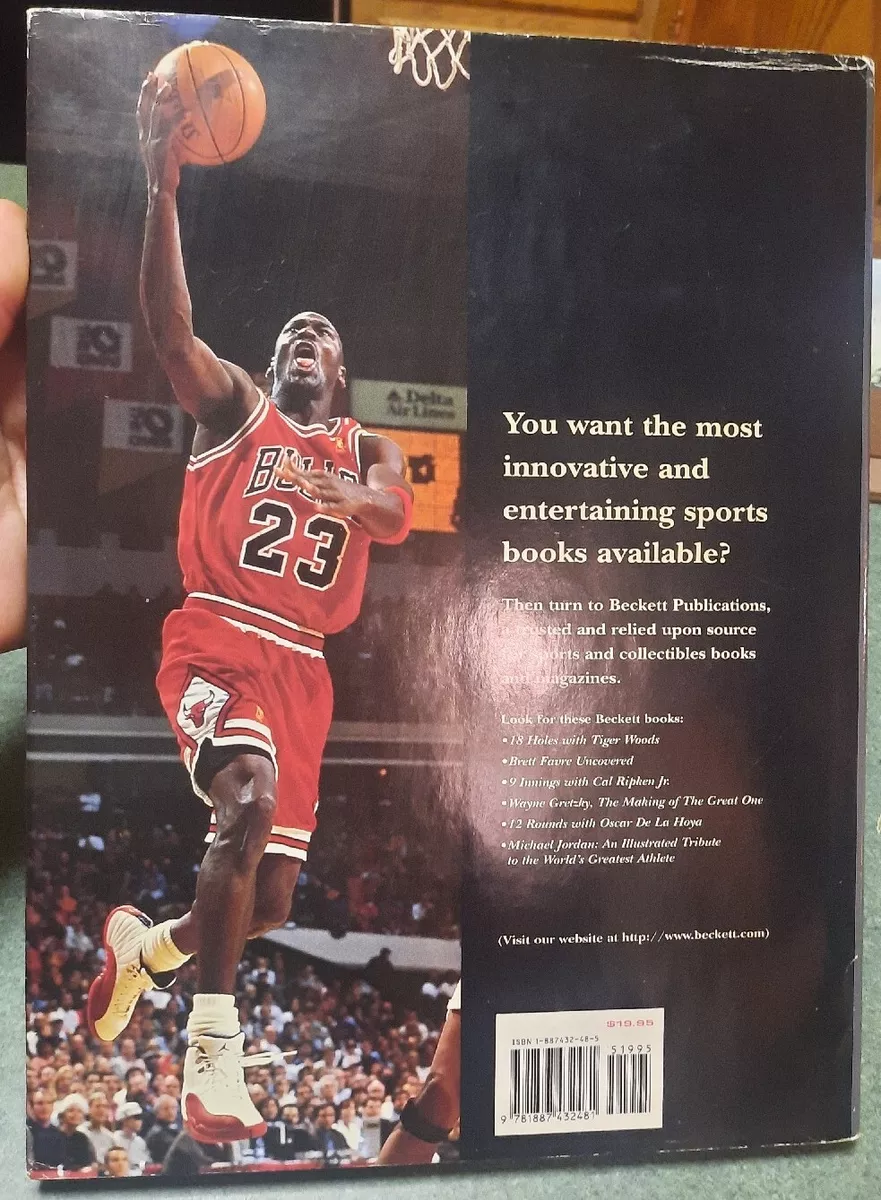 Delta
Air Lines
BULLS
23
You want the most
innovative and
entertaining sports
books available?
Then turn to Beckett Publications,
a trusted and relied upon source
for sports and collectibles books
and magazines.
Look for these Beckett books:
• 18 Holes with Tiger Woods
• Brett Favre Uncovered
• 9 Innings with Cal Ripken Jr.
• Wayne Gretzky, The Making of The Great One
• 12 Rounds with Oscar De La Hoya
• Michael Jordan: An Illustrated Tribute
to the World's Greatest Athlete
(Visit our website at http://www.beckett.com)
$19.95
ISBN 1-887432-48-5
51995
9 781887 432481